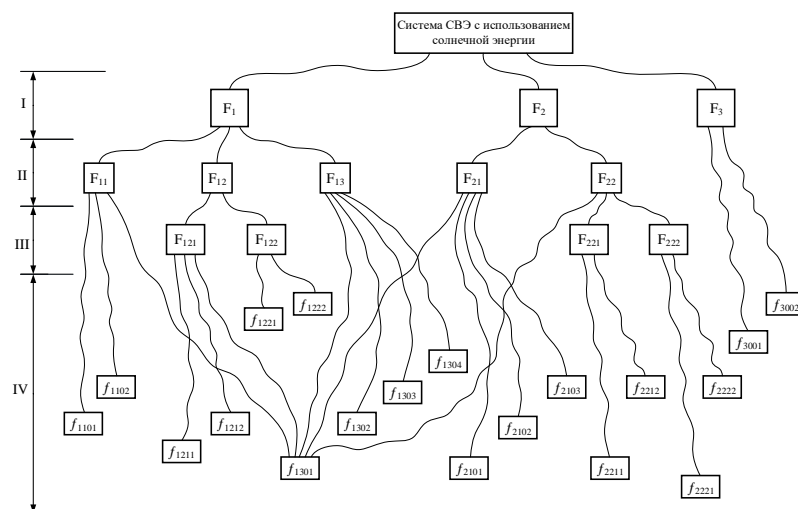 Система СВЭ с использованием
солнечной энергии
I
F1
F2
F3
II
F11
F12
F13
F21
F22
III
F121
F122
F221
F222
IV
f1221
f1222
f3002
f3001
f1304
f1102
f1303
f2103
f2212
f2222
f1101
f1212
f1302
f2102
f1211
f1301
f2101
f2211
f2221